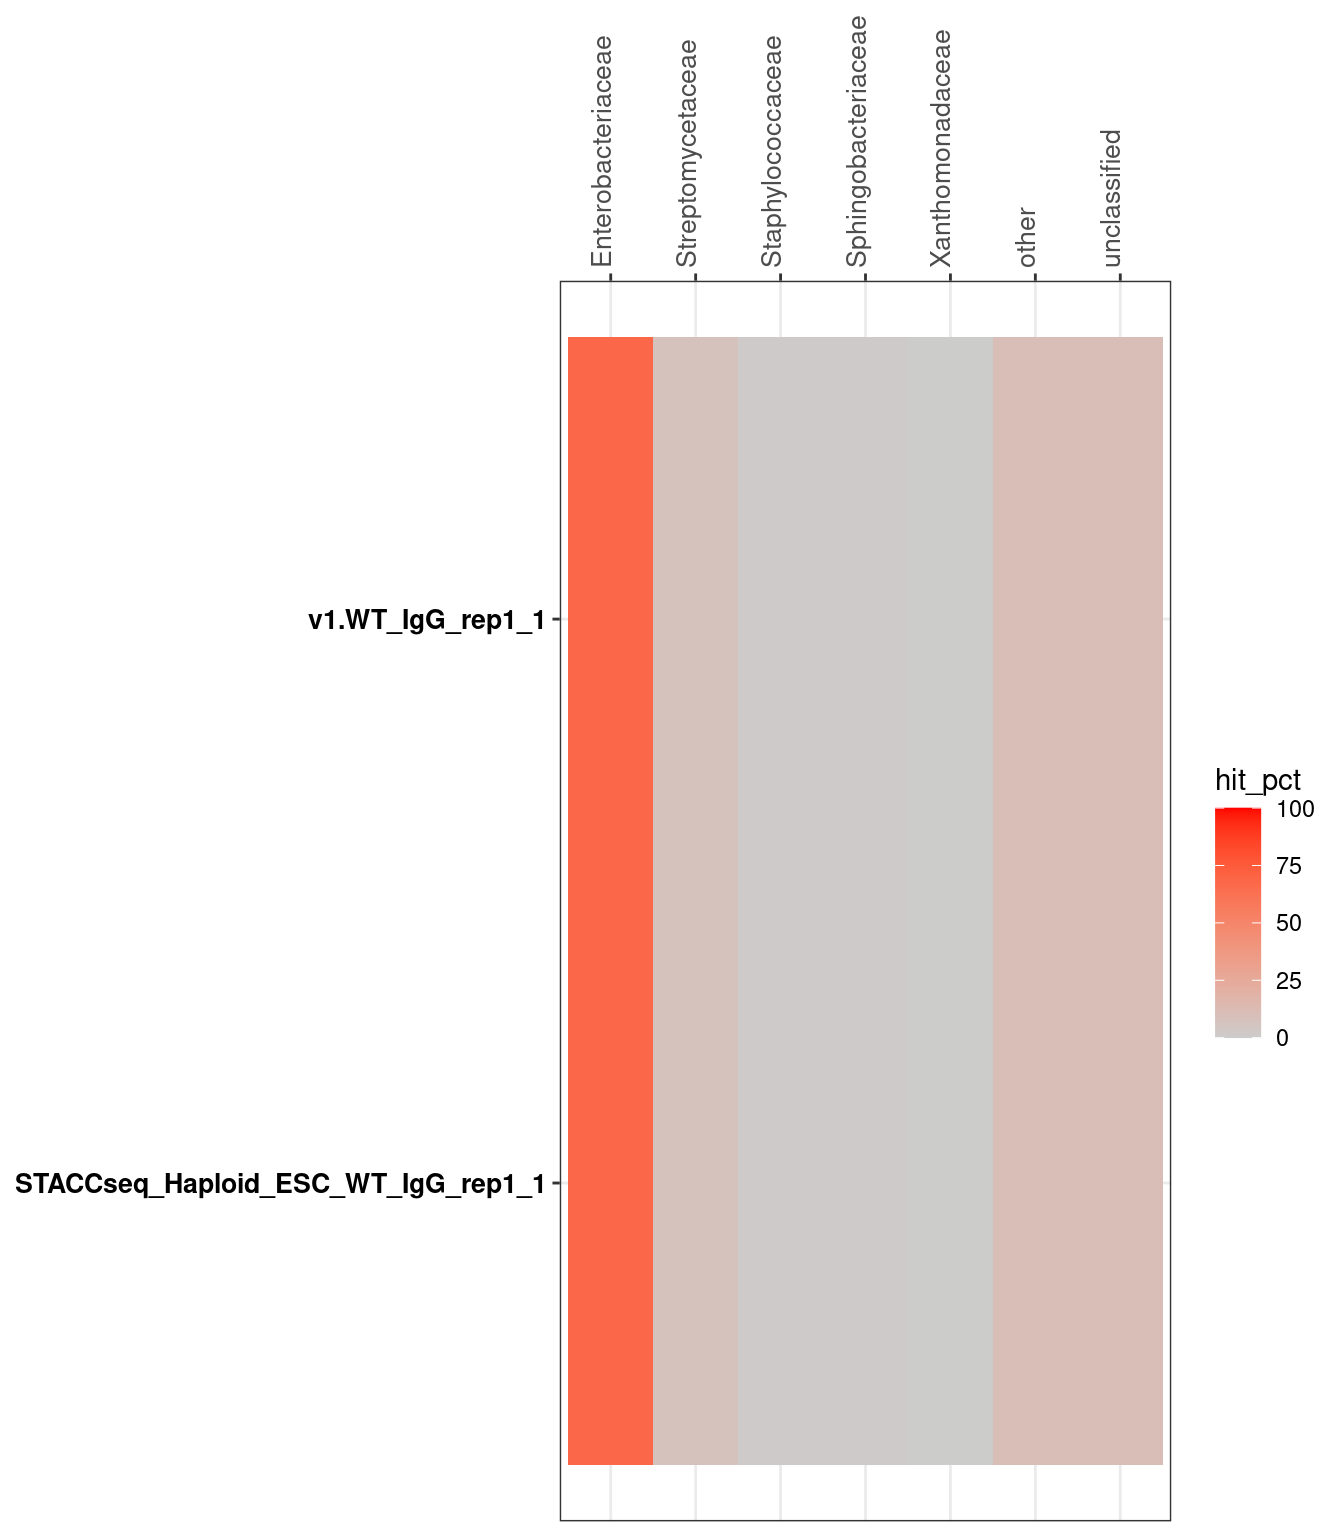 Enterobacteriaceae
Streptomycetaceae
Staphylococcaceae
Sphingobacteriaceae
Xanthomonadaceae
other
unclassified
v1.WT_IgG_rep1_1
STACCseq_Haploid_ESC_WT_IgG_rep1_1
hit_pct
100
75
50
25
0